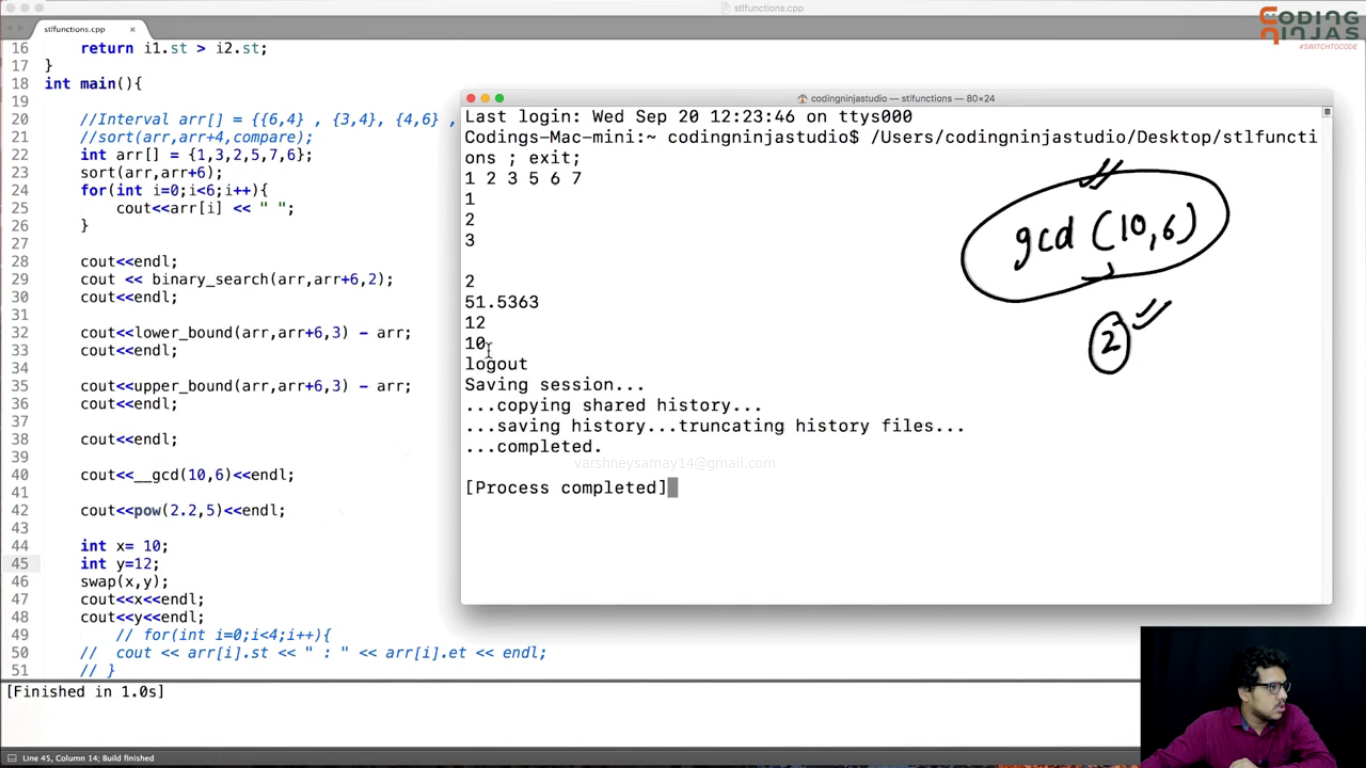 stlfunctions.cpp
CODING
NINJAS
#SWITCHTOCODE
stlfunctions.cpp ×
16 return i1.st > i2.st;
17 }
18 int main(){
19
20 //Interval arr[] = {{6,4} , {3,4}, {4,6} ,
21 //sort(arr,arr+4,compare);
22 int arr[] = {1,3,2,5,7,6};
23 sort(arr,arr+6);
24 for(int i=0;i<6;i++){
25 cout<<arr[i] << " ";
26 }
27
28 cout<<endl;
29 cout << binary_search(arr,arr+6,2);
30 cout<<endl;
31
32 cout<<lower_bound(arr,arr+6,3) - arr;
33 cout<<endl;
34
35 cout<<upper_bound(arr,arr+6,3) - arr;
36 cout<<endl;
37
38 cout<<endl;
39
40 cout<<__gcd(10,6)<<endl;
41
42 cout<<pow(2.2,5)<<endl;
43
44 int x= 10;
45 int y=12;
46 swap(x,y);
47 cout<<x<<endl;
48 cout<<y<<endl;
49 // for(int i=0;i<4;i++){
50 // cout << arr[i].st << " : " << arr[i].et << endl;
51 // }
[Finished in 1.0s]
Line 45, Column 14; Build finished
codingninjastudio — stlfunctions — 80×24
Last login: Wed Sep 20 12:23:46 on ttys000
Codings-Mac-mini:~ codingninjastudio$ /Users/codingninjastudio/Desktop/stlfuncti
ons ; exit;
1 2 3 5 6 7
1
2
3
2
51.5363
12
10
logout
Saving session...
...copying shared history...
...saving history...truncating history files...
...completed.
varshneysamay14@gmail.com
[Process completed]
gcd (10,6)
2